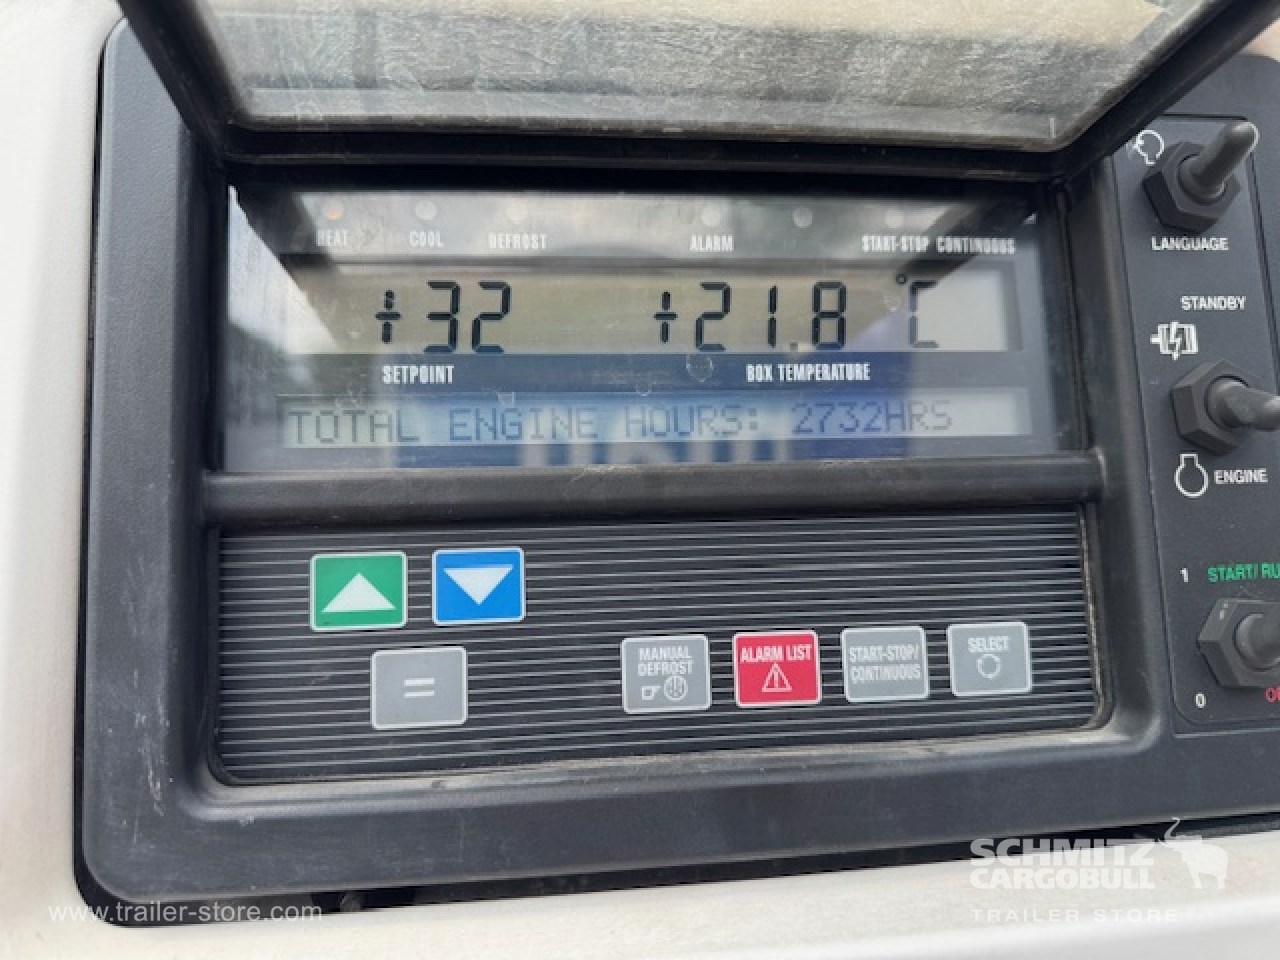 HEAT COOL DEFROST ALARM START-STOP CONTINUOUS
+32 +21.8 °C
SETPOINT BOX TEMPERATURE
TOTAL ENGINE HOURS: 2732HRS
LANGUAGE
STANDBY
ENGINE
1 START/RU
0
MANUAL DEFROST
ALARM LIST
START-STOP/
CONTINUOUS
SELECT
=
SCHMITZ
CARGOBULL
TRAILER STORE
www.trailer-store.com